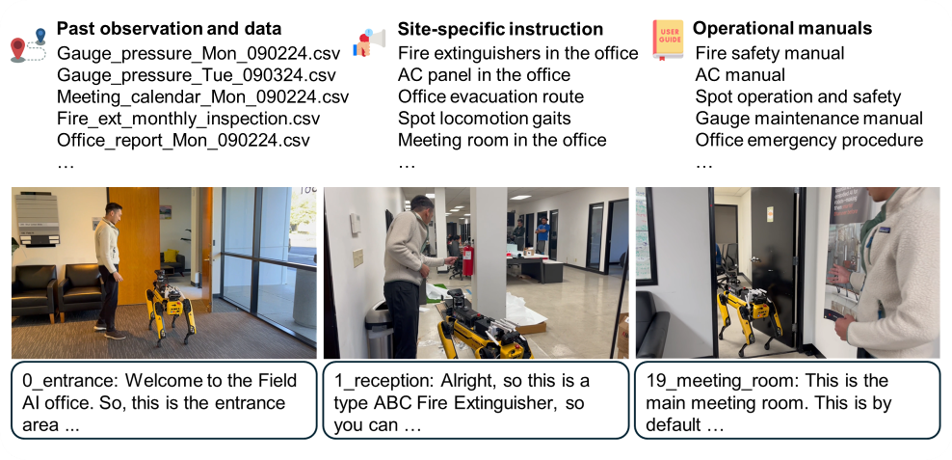 Past observation and data
Gauge_pressure_Mon_090224.csv
Gauge_pressure_Tue_090324.csv
Meeting_calendar_Mon_090224.csv
Fire_ext_monthly_inspection.csv
Office_report_Mon_090224.csv
…
Site-specific instruction
Fire extinguishers in the office
AC panel in the office
Office evacuation route
Spot locomotion gaits
Meeting room in the office
…
USER
GUIDE
Operational manuals
Fire safety manual
AC manual
Spot operation and safety
Gauge maintenance manual
Office emergency procedure
…
0_entrance: Welcome to the Field
AI office. So, this is the entrance
area ...
1_reception: Alright, so this is a
type ABC Fire Extinguisher, so
you can …
19_meeting_room: This is the
main meeting room. This is by
default …